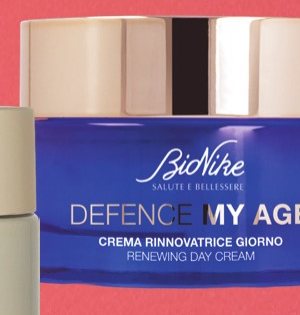 BioNike
SALUTE E BELLESSERE
DEFENCE MY AGE
CREMA RINNOVATRICE GIORNO
RENEWING DAY CREAM